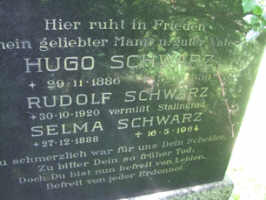 Hier ruht in Frieden
mein geliebter Mann u. guter Vater
HUGO SCHWARZ
+ 29·11·1886
RUDOLF SCHWARZ
+30·10·1920 vermißt Stalingrad
SELMA SCHWARZ
+27·12·1888 +16·5·1964
zu schmerzlich war für uns Dein Scheiden,
Zu bitter Dein so früher Tod,
Doch Du bist nun befreit von Leiden,
Befreit von jeder Erdennot.